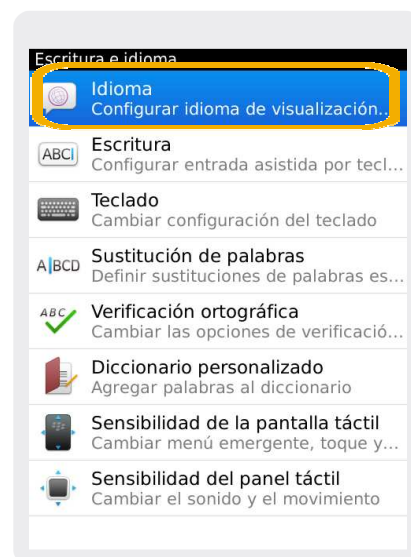 Escritura e idioma
Idioma
Configurar idioma de visualización...
ABC
Escritura
Configurar entrada asistida por tecl...
Teclado
Cambiar configuración del teclado
A BCD
Sustitución de palabras
Definir sustituciones de palabras es...
ABC
Verificación ortográfica
Cambiar las opciones de verificació...
Diccionario personalizado
Agregar palabras al diccionario
Sensibilidad de la pantalla táctil
Cambiar menú emergente, toque y...
Sensibilidad del panel táctil
Cambiar el sonido y el movimiento